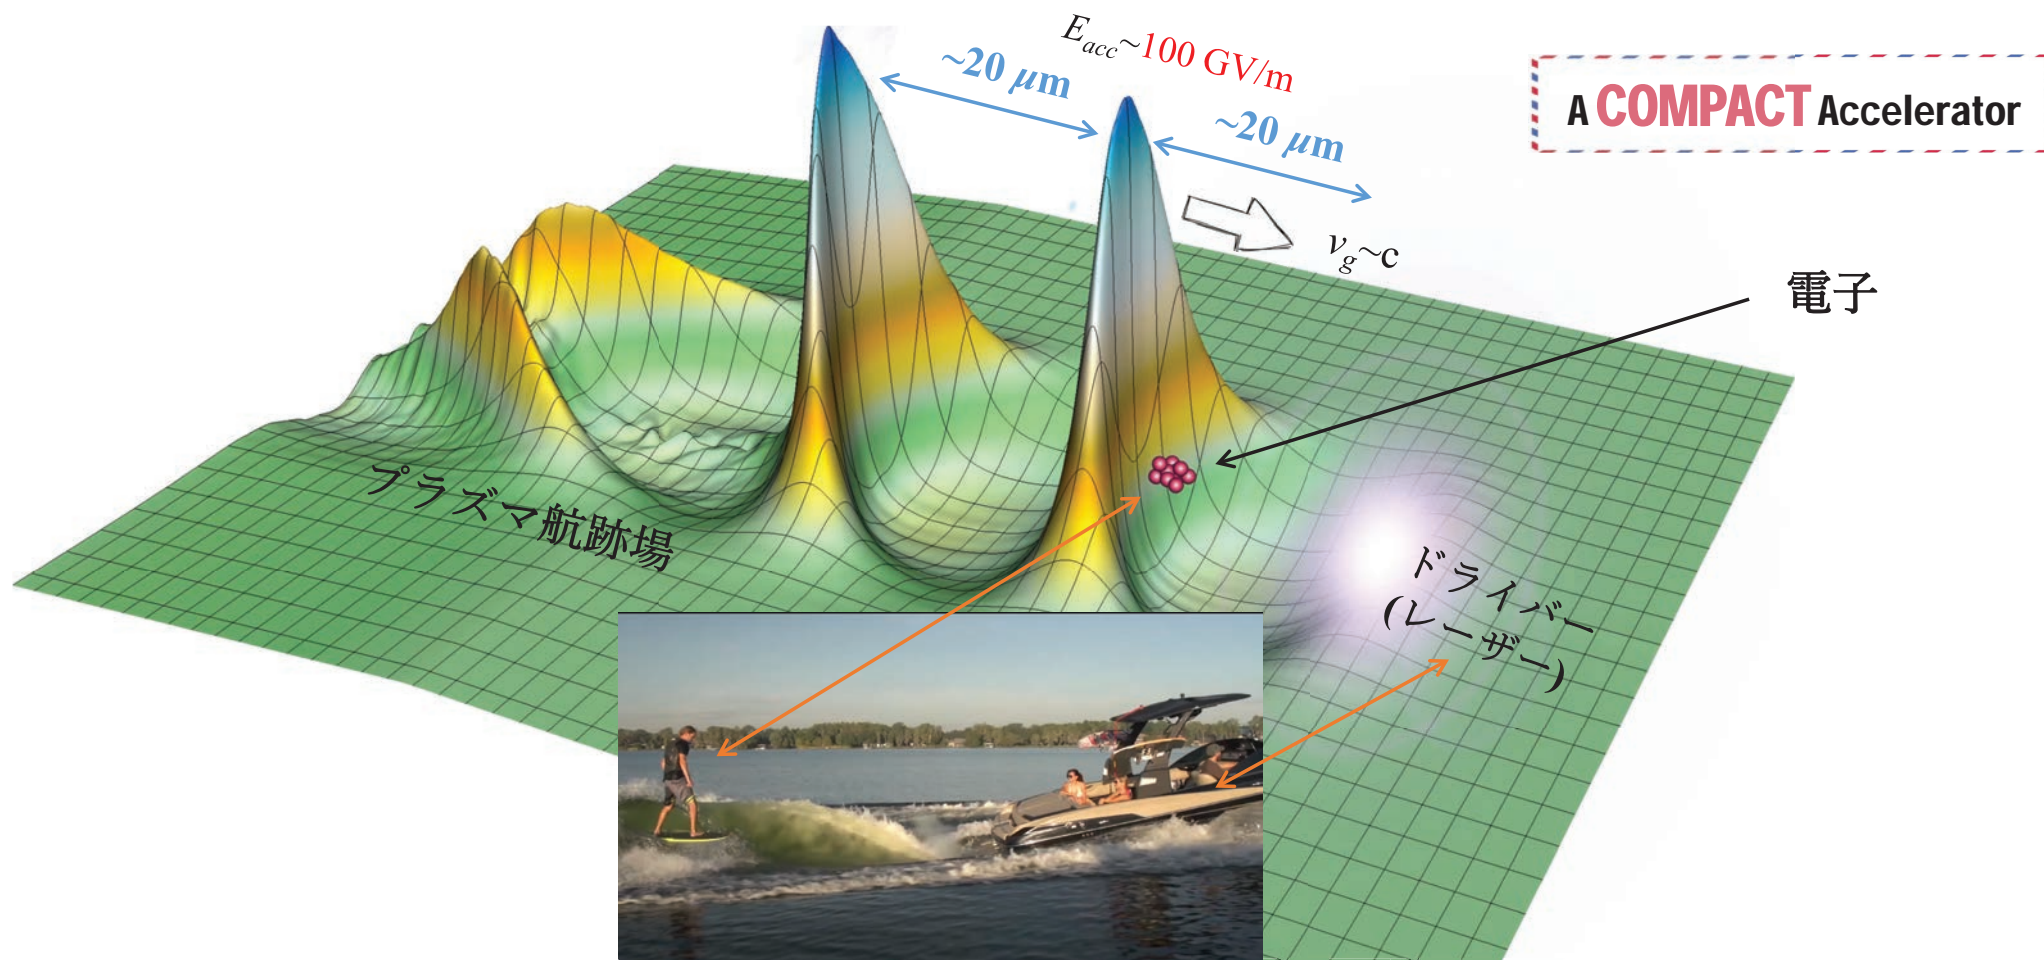 E_acc~100 GV/m
~20 μm
~20 μm
A COMPACT Accelerator
v_g~c
電子
プラズマ航跡場
ドライバー
(レーザー)